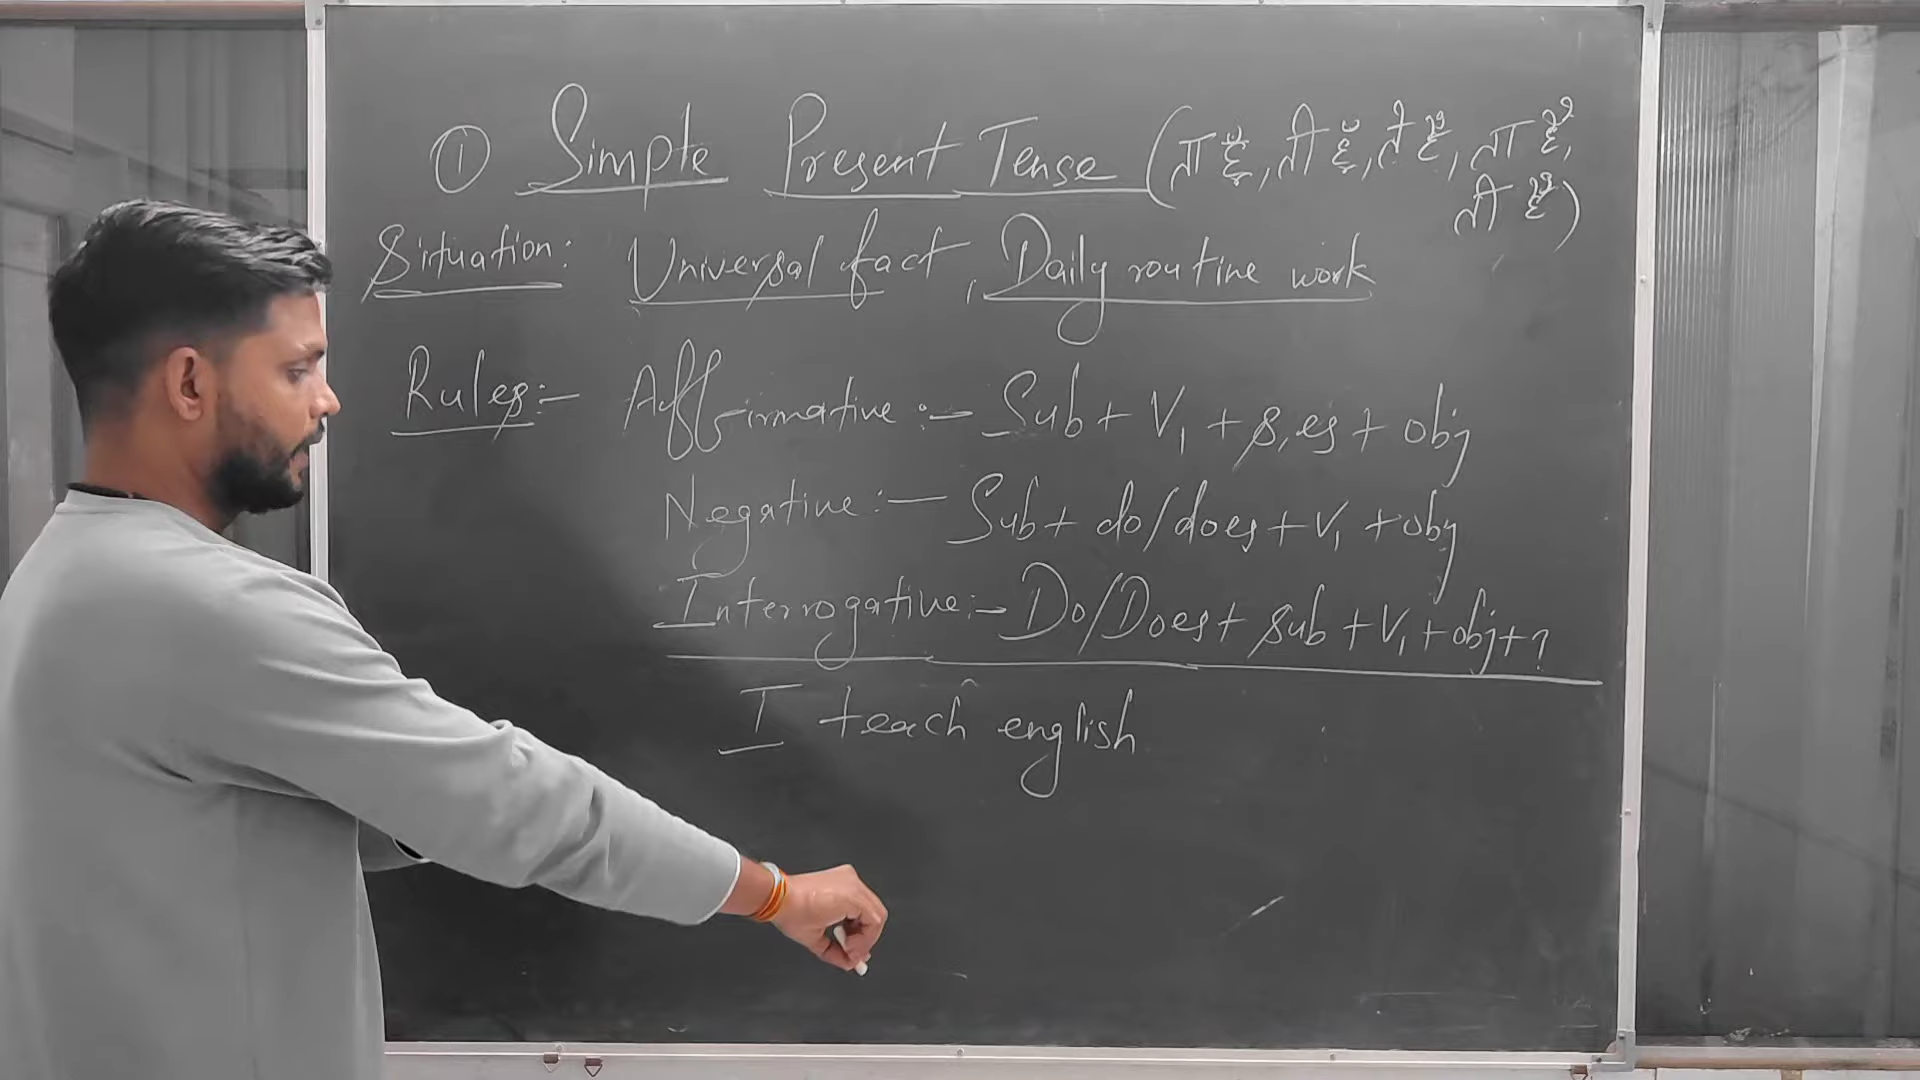 ① Simple Present Tense (ता हूँ, ती हूँ, ते हैं, ता है,
ती है)
Situation: Universal fact, Daily routine work
Rules:- Affirmative:- Sub + V₁ + s,es + obj
Negative:- Sub + do/does + V₁ + obj
Interrogative:- Do/Does + sub + V₁ + obj + ?
I teach english